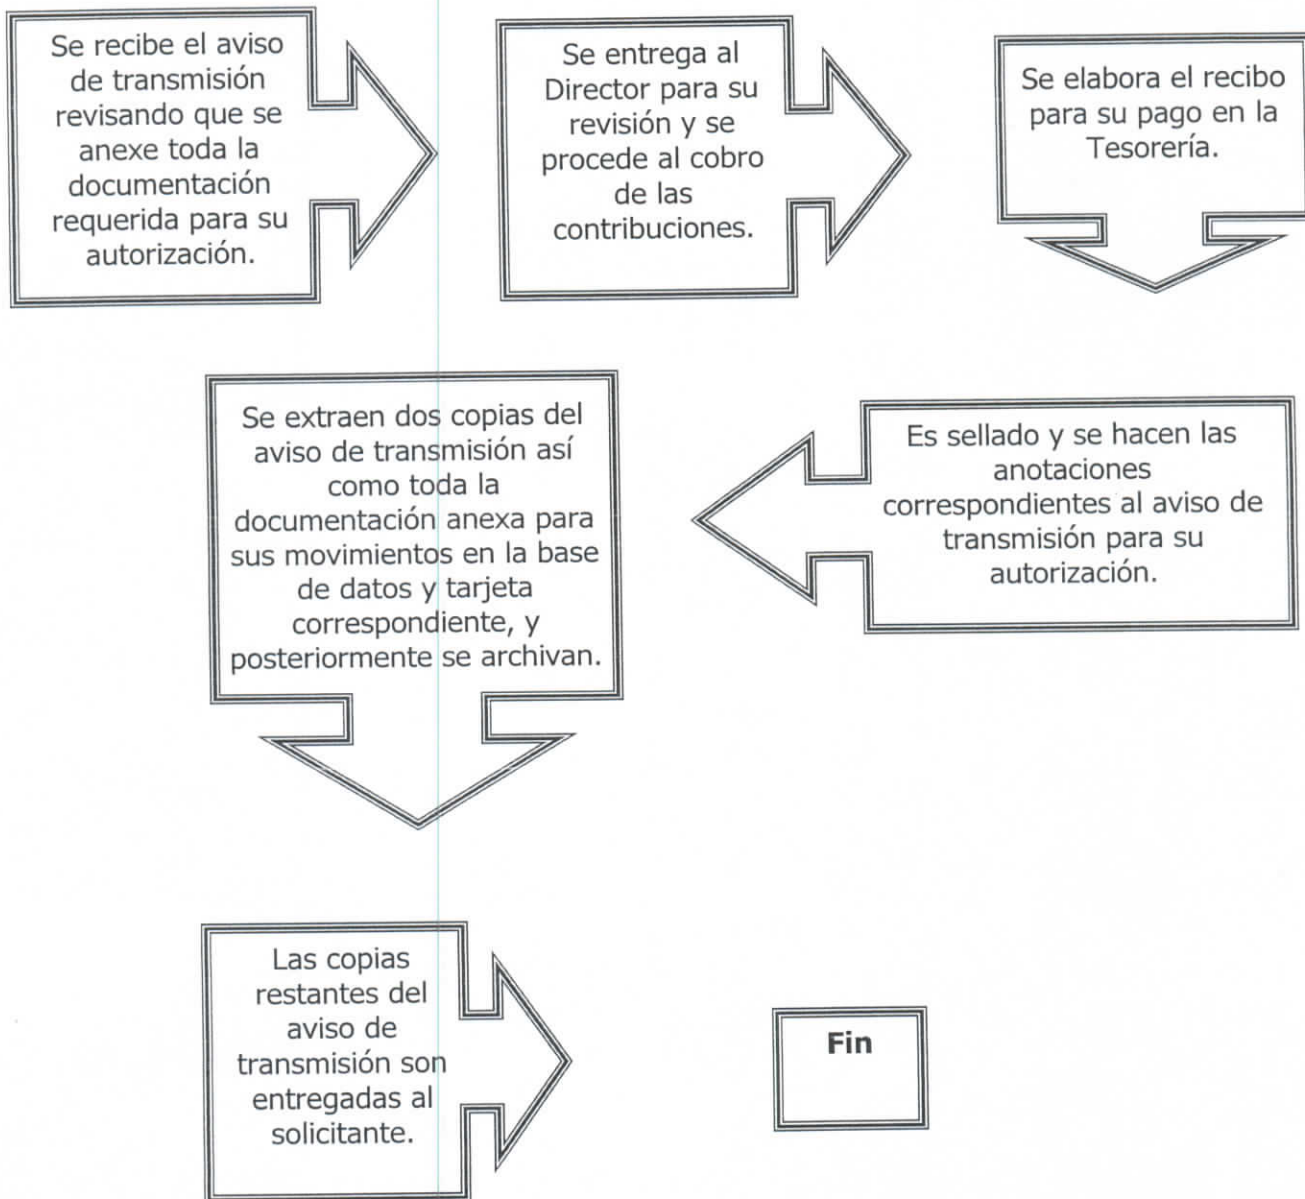 Se recibe el aviso
de transmisión
revisando que se
anexe toda la
documentación
requerida para su
autorización.
Se entrega al
Director para su
revisión y se
procede al cobro
de las
contribuciones.
Se elabora el recibo
para su pago en la
Tesorería.
Es sellado y se hacen las
anotaciones
correspondientes al aviso de
transmisión para su
autorización.
Se extraen dos copias del
aviso de transmisión así
como toda la
documentación anexa para
sus movimientos en la base
de datos y tarjeta
correspondiente, y
posteriormente se archivan.
Las copias
restantes del
aviso de
transmisión son
entregadas al
solicitante.
Fin